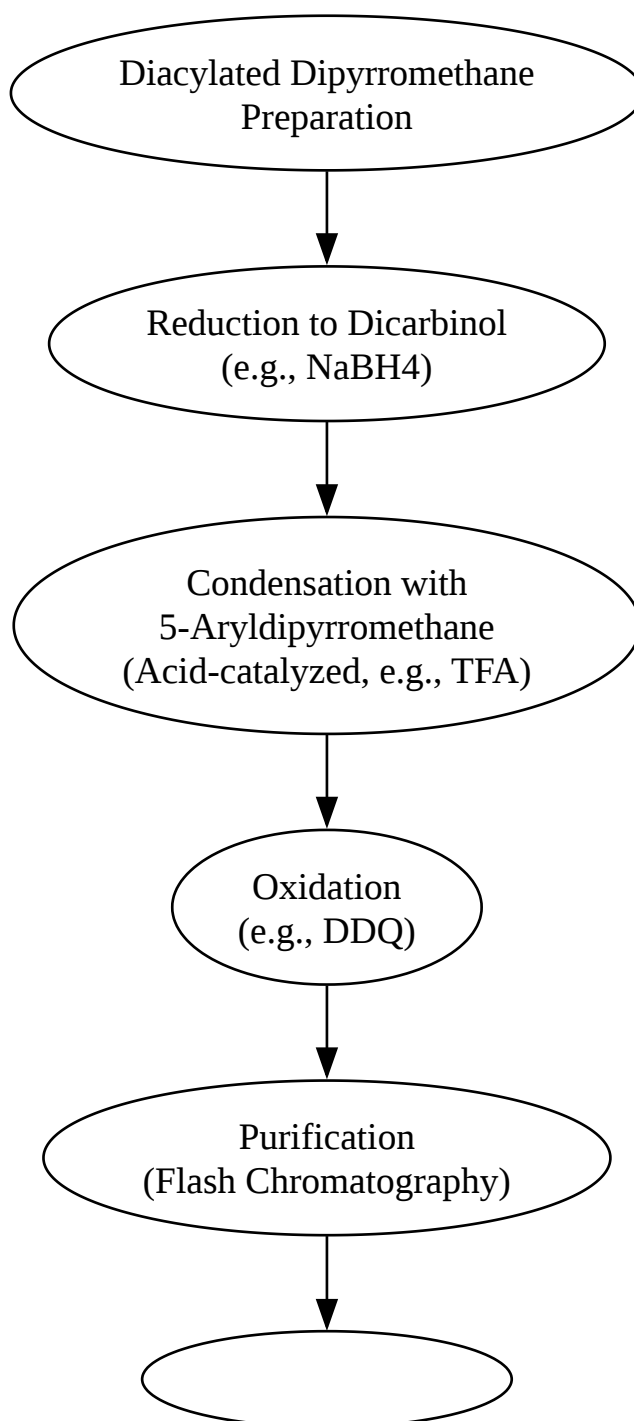 Diacylated Dipyrromethane
Preparation
Reduction to Dicarbinol
(e.g., NaBH4)
Condensation with
5-Aryldipyrromethane
(Acid-catalyzed, e.g., TFA)
Oxidation
(e.g., DDQ)
Purification
(Flash Chromatography)